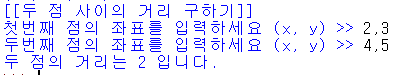 [[두 점 사이의 거리 구하기]]
첫번째 점의 좌표를 입력하세요 (x, y) >> 2,3
두번째 점의 좌표를 입력하세요 (x, y) >> 4,5
두 점의 거리는 2 입니다.